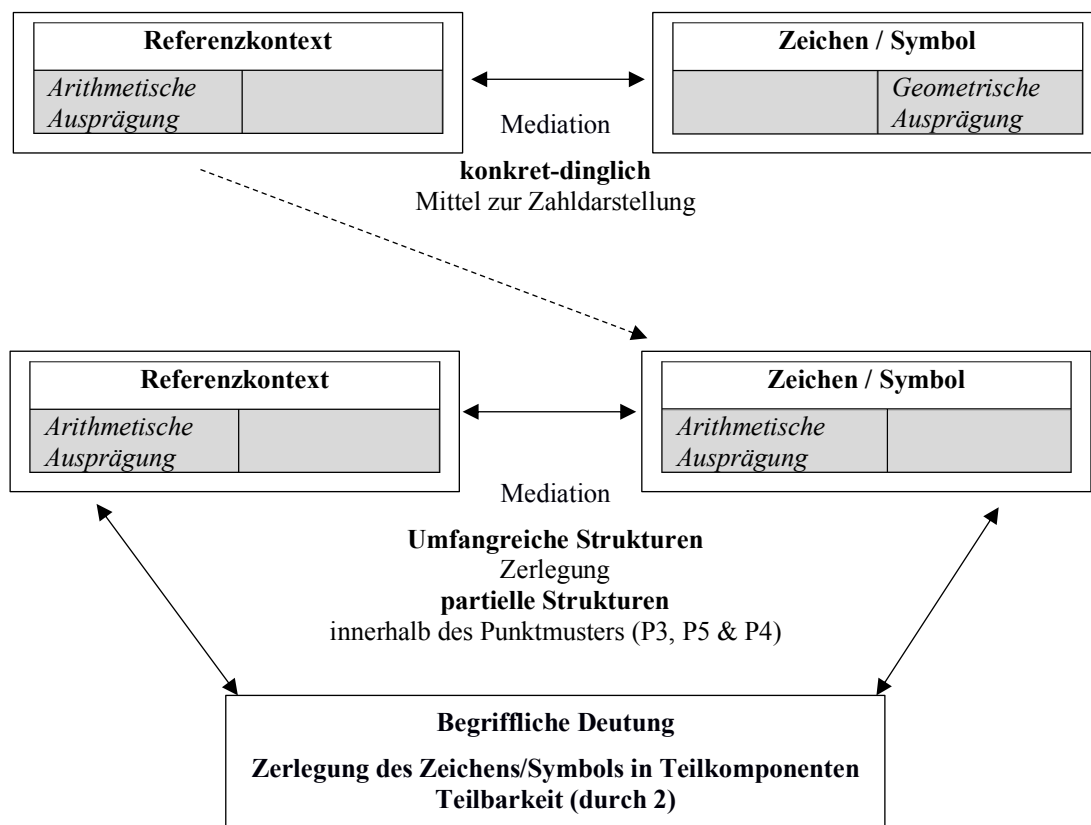 Referenzkontext
Arithmetische
Ausprägung
Zeichen / Symbol
Geometrische
Ausprägung
Mediation
konkret-dinglich
Mittel zur Zahldarstellung
Referenzkontext
Arithmetische
Ausprägung
Zeichen / Symbol
Arithmetische
Ausprägung
Mediation
Umfangreiche Strukturen
Zerlegung
partielle Strukturen
innerhalb des Punktmusters (P3, P5 & P4)
Begriffliche Deutung
Zerlegung des Zeichens/Symbols in Teilkomponenten
Teilbarkeit (durch 2)